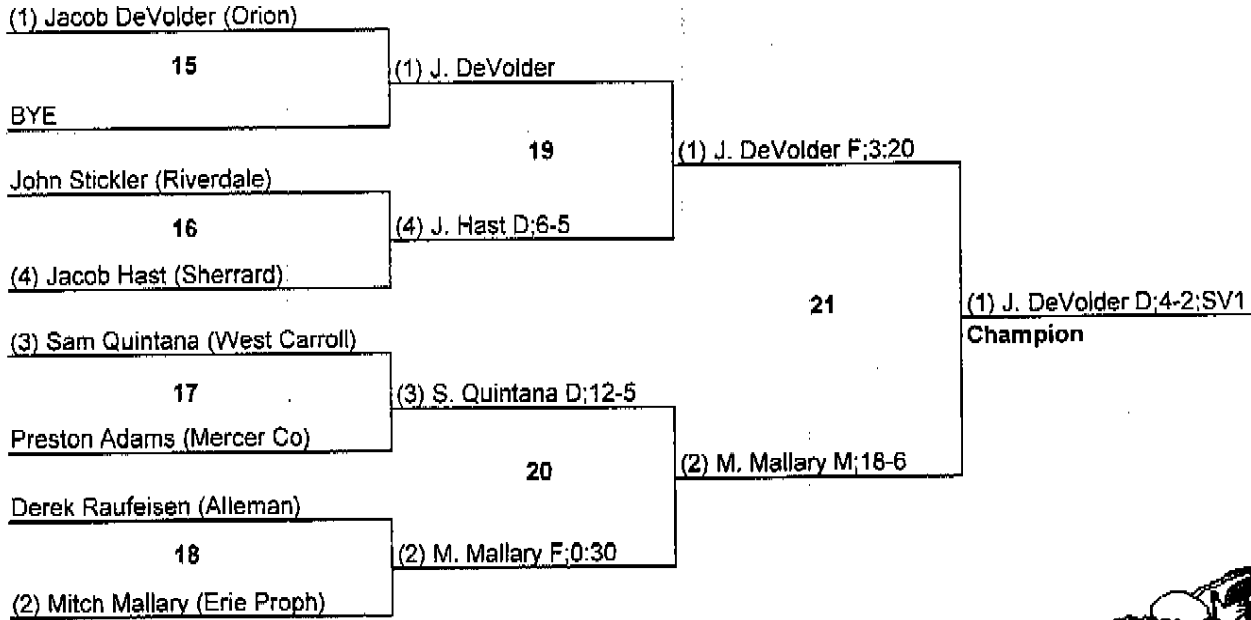 (1) Jacob DeVolder (Orion)
15
BYE
(1) J. DeVolder
19
John Stickler (Riverdale)
16
(4) Jacob Hast (Sherrard)
(4) J. Hast D;6-5
(1) J. DeVolder F;3:20
21
(1) J. DeVolder D;4-2;SV1
Champion
(3) Sam Quintana (West Carroll)
17
Preston Adams (Mercer Co)
(3) S. Quintana D;12-5
20
(2) M. Mallary M;18-6
Derek Raufeisen (Alleman)
18
(2) Mitch Mallary (Erie Proph)
(2) M. Mallary F;0:30